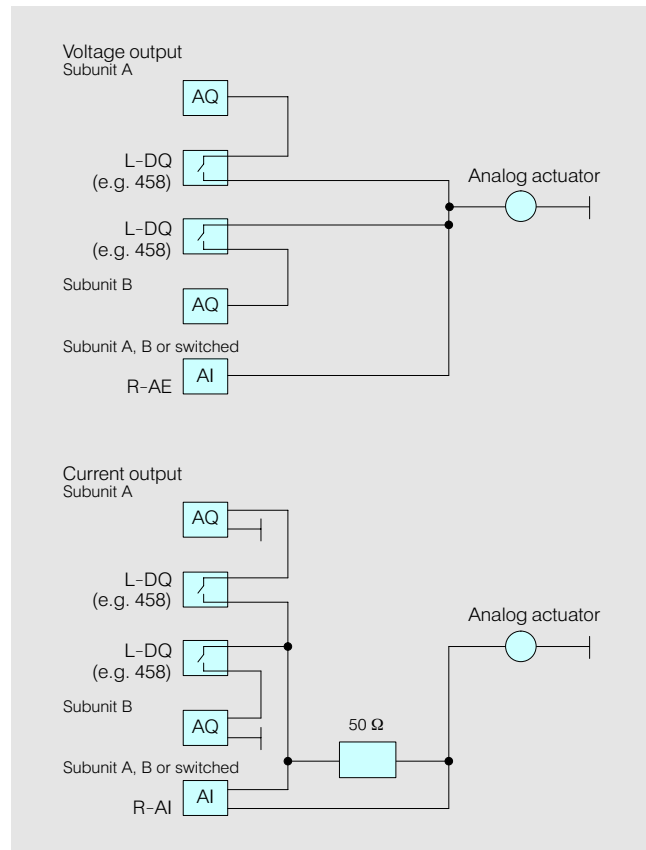 Voltage output
Subunit A
AQ
L-DQ
(e.g. 458)
Analog actuator
L-DQ
(e.g. 458)
Subunit B
AQ
Subunit A, B or switched
AI
R-AE
Current output
Subunit A
AQ
L-DQ
(e.g. 458)
Analog actuator
L-DQ
(e.g. 458)
Subunit B
AQ
50 Ω
Subunit A, B or switched
AI
R-AI